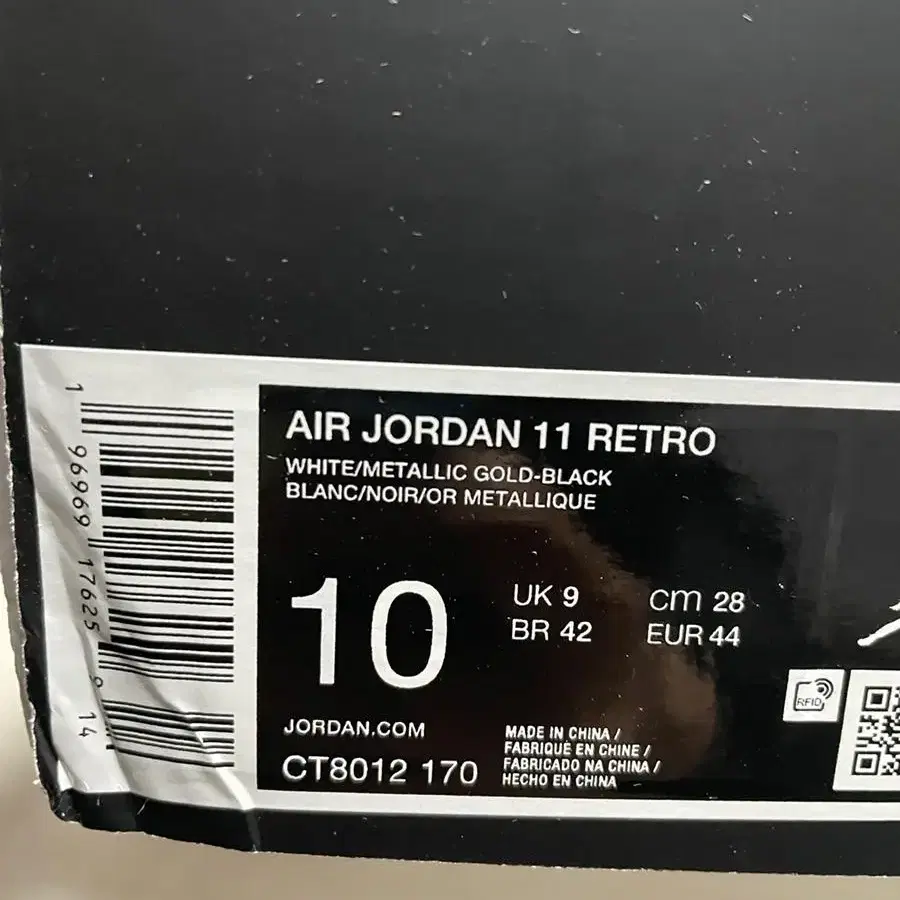 AIR JORDAN 11 RETRO
WHITE/METALLIC GOLD-BLACK
BLANC/NOIR/OR METALLIQUE
10
UK 9
cm 28
BR 42
EUR 44
JORDAN.COM
CT8012 170
MADE IN CHINA /
FABRIQUÉ EN CHINE /
FABRICADO NA CHINA /
HECHO EN CHINA
RFID
1 96969 17625 9 14